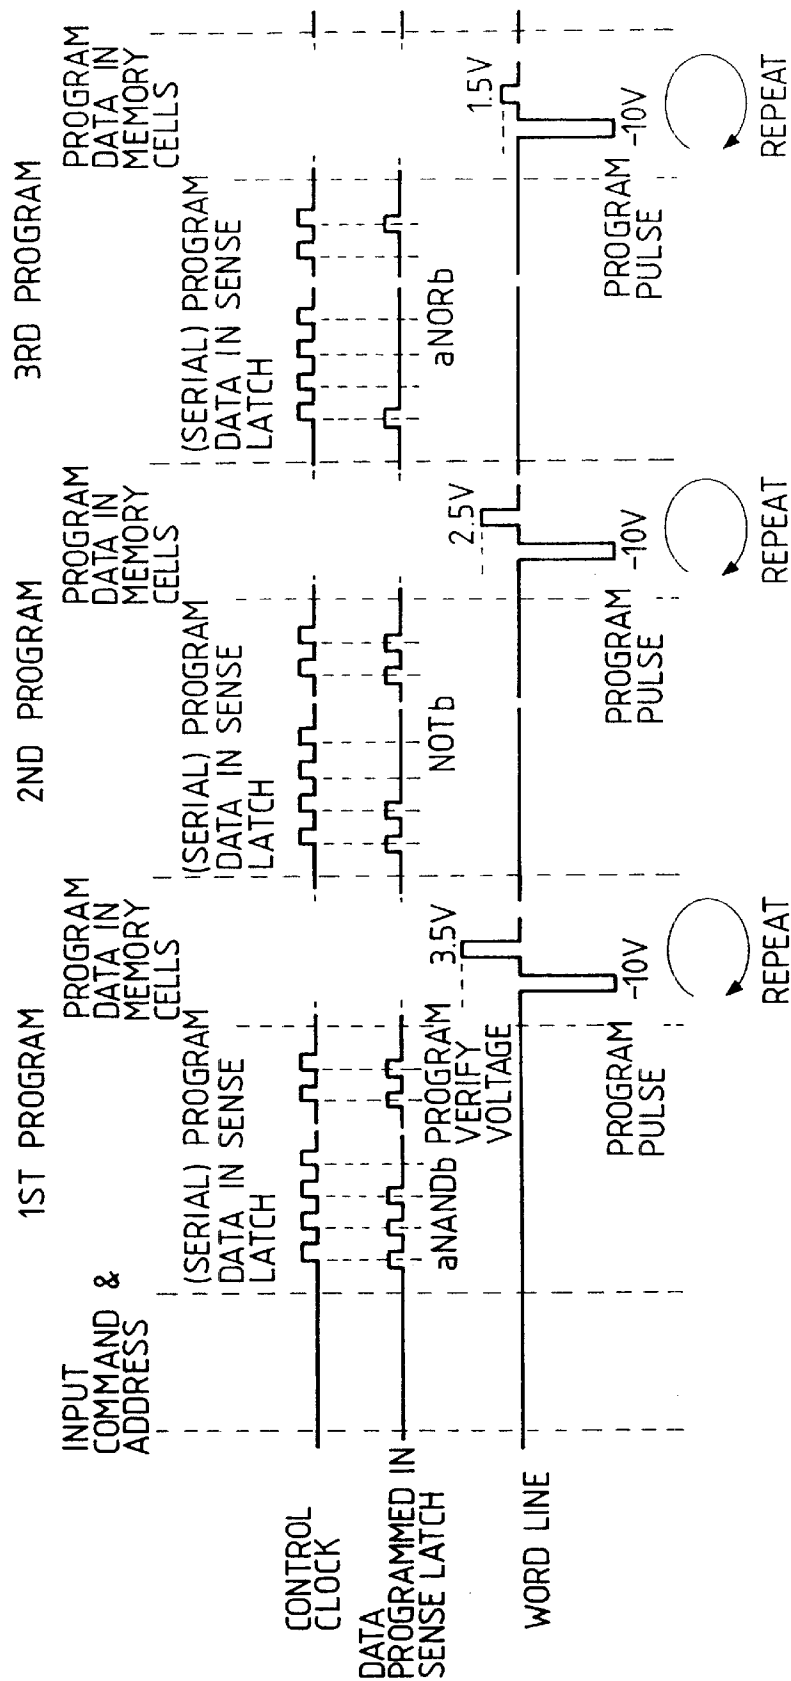 1ST PROGRAM
2ND PROGRAM
3RD PROGRAM
INPUT
COMMAND &
ADDRESS
(SERIAL) PROGRAM
DATA IN SENSE
LATCH
PROGRAM
DATA IN
MEMORY
CELLS
(SERIAL) PROGRAM
DATA IN SENSE
LATCH
PROGRAM
DATA IN
MEMORY
CELLS
(SERIAL) PROGRAM
DATA IN SENSE
LATCH
PROGRAM
DATA IN
MEMORY
CELLS
CONTROL
CLOCK
DATA
PROGRAMMED IN
SENSE LATCH
aNANDb
NOTb
aNORb
PROGRAM
VERIFY
VOLTAGE
3.5V
2.5V
1.5V
WORD LINE
PROGRAM
PULSE
-10V
PROGRAM
PULSE
-10V
PROGRAM
PULSE
-10V
REPEAT
REPEAT
REPEAT